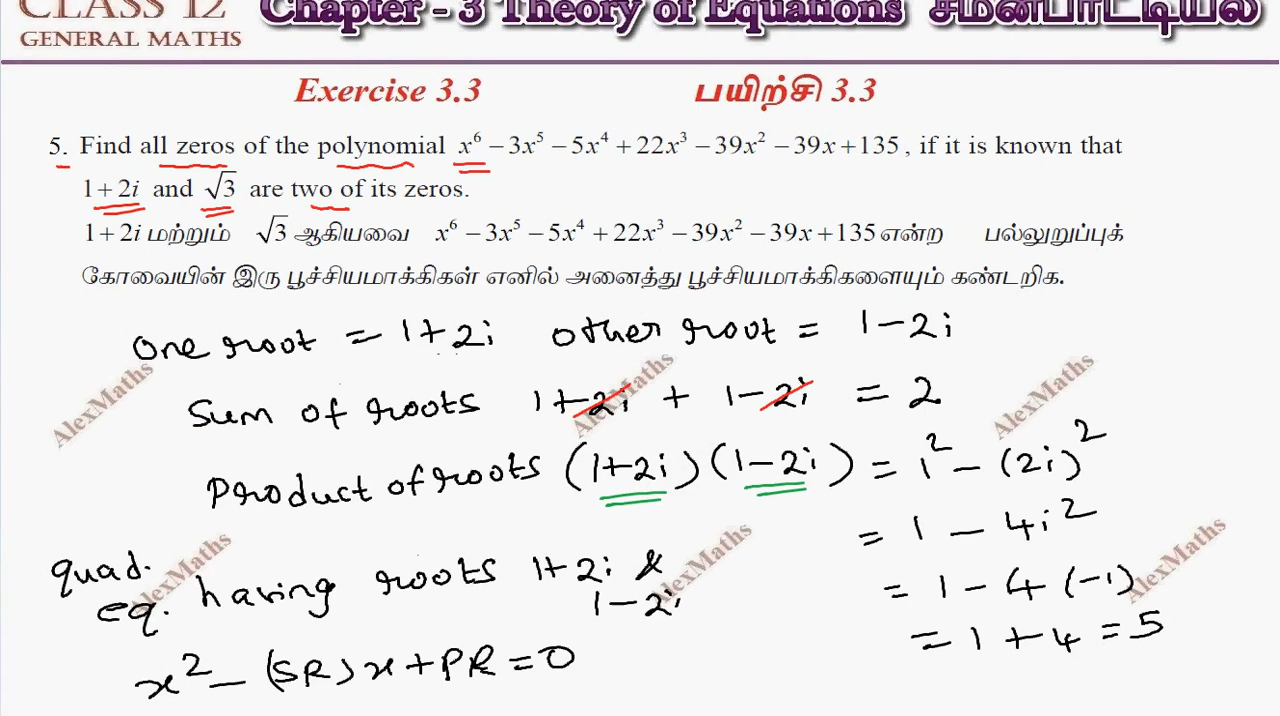 CLASS 12 Chapter - 3 Theory of Equations சமன்பாட்டியல்
GENERAL MATHS
Exercise 3.3 பயிற்சி 3.3
5. Find all zeros of the polynomial x⁶ − 3x⁵ − 5x⁴ + 22x³ − 39x² − 39x + 135, if it is known that
1 + 2i and √3 are two of its zeros.
1 + 2i மற்றும் √3 ஆகியவை x⁶ − 3x⁵ − 5x⁴ + 22x³ − 39x² − 39x + 135 என்ற பல்லுறுப்புக்
கோவையின் இரு பூச்சியமாக்கிகள் எனில் அனைத்து பூச்சியமாக்கிகளையும் கண்டறிக.
One root = 1+2i other root = 1−2i
Sum of roots 1+2i + 1−2i = 2
Product of roots (1+2i)(1−2i) = 1² − (2i)²
= 1 − 4i²
= 1 − 4(−1)
= 1 + 4 = 5
quad. eq. having roots 1+2i &
1−2i
x² − (SR)x + PR = 0
AlexMaths
AlexMaths
AlexMaths
AlexMaths
AlexMaths
AlexMaths